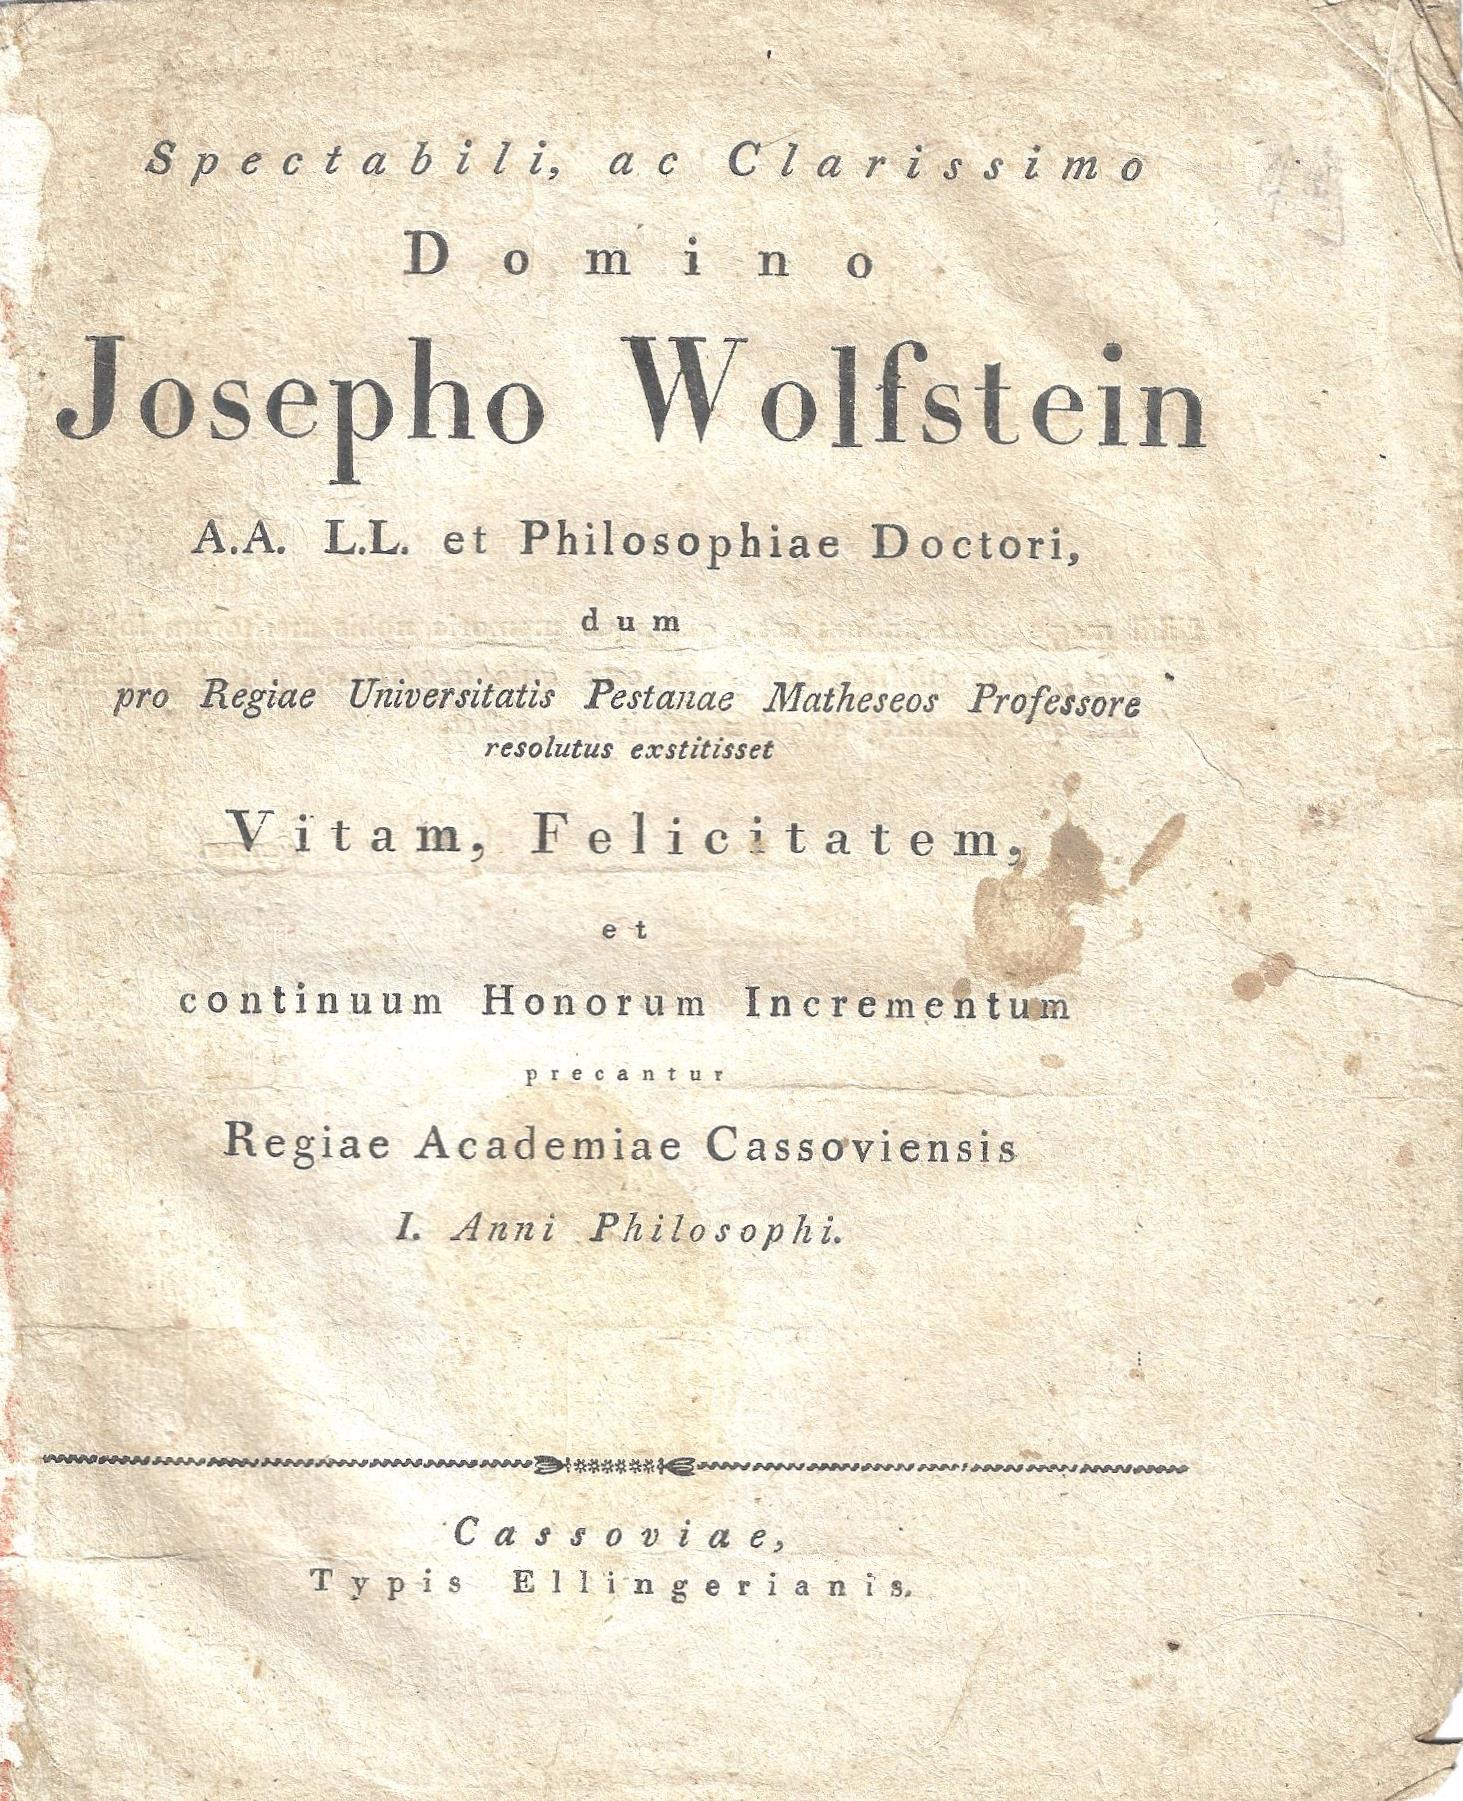 Spectabili, ac Clarissimo
Domino
Josepho Wolfstein
A.A. L.L. et Philosophiae Doctori,
dum
pro Regiae Universitatis Pestanae Matheseos Professore
resolutus exstitisset
Vitam, Felicitatem,
et
continuum Honorum Incrementum
precantur
Regiae Academiae Cassoviensis
I. Anni Philosophi.
Cassoviae,
Typis Ellingerianis.